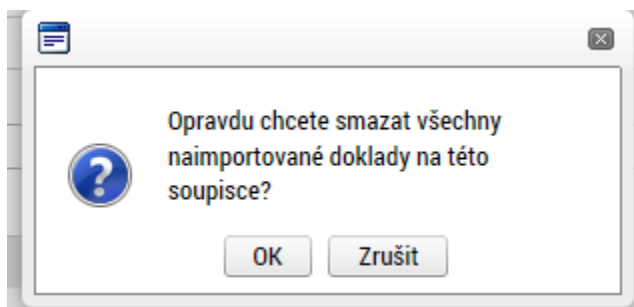 Opravdu chcete smazat všechny
naimportované doklady na této
soupisce?
OK
Zrušit